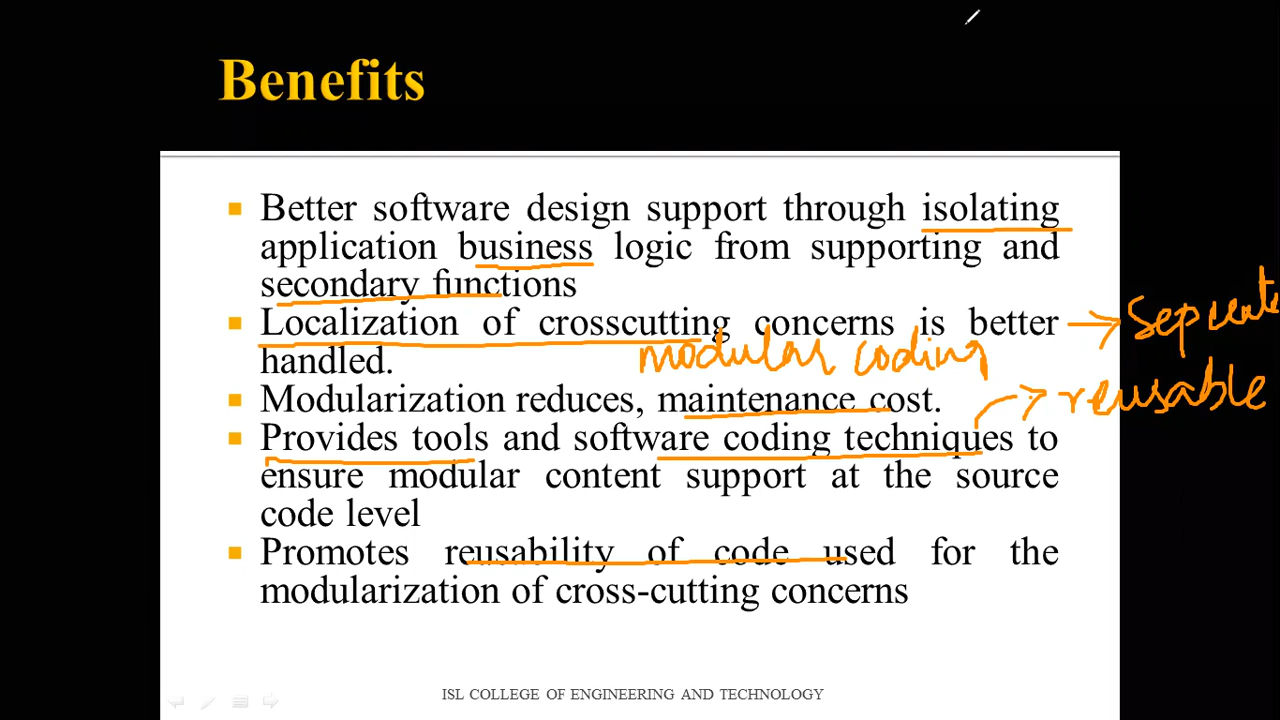 Benefits
Better software design support through isolating
application business logic from supporting and
secondary functions
Localization of crosscutting concerns is better
handled.
modular coding
Modularization reduces, maintenance cost.
reusable
Provides tools and software coding techniques to
ensure modular content support at the source
code level
Promotes reusability of code used for the
modularization of cross-cutting concerns
ISL COLLEGE OF ENGINEERING AND TECHNOLOGY